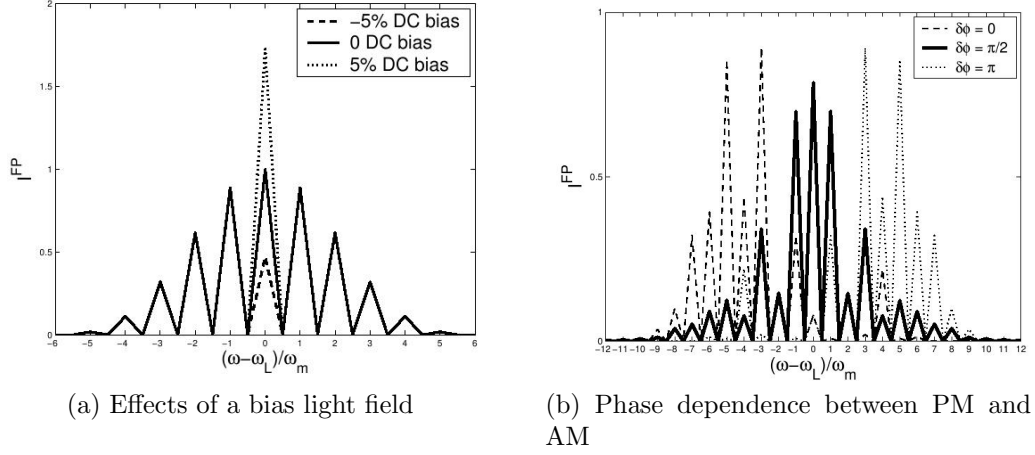 2
1.5
1
0.5
0
I^FP
−5% DC bias
0 DC bias
5% DC bias
−6 −5 −4 −3 −2 −1 0 1 2 3 4 5 6
(ω−ω_L)/ω_m
(a) Effects of a bias light field
1
0.5
0
I^FP
δϕ = 0
δϕ = π/2
δϕ = π
−12 −11 −10 −9 −8 −7 −6 −5 −4 −3 −2 −1 0 1 2 3 4 5 6 7 8 9 10 11 12
(ω−ω_L)/ω_m
(b) Phase dependence between PM and
AM